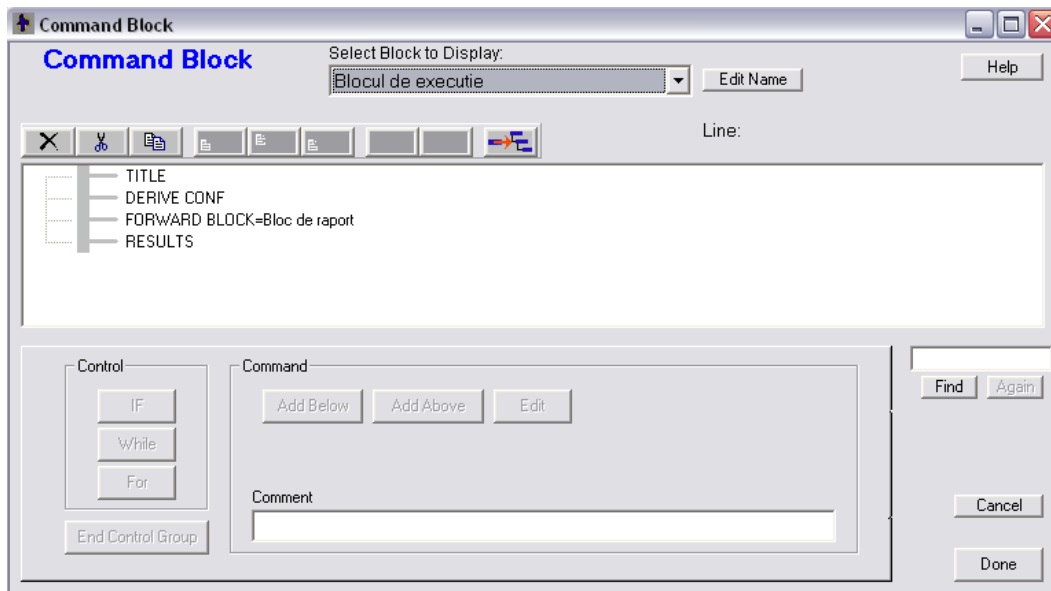 Command Block
Command Block
Select Block to Display:
Blocul de executie
Edit Name
Help
Line:
TITLE
DERIVE CONF
FORWARD BLOCK=Bloc de raport
RESULTS
Control
IF
While
For
End Control Group
Command
Add Below
Add Above
Edit
Comment
Find
Again
Cancel
Done